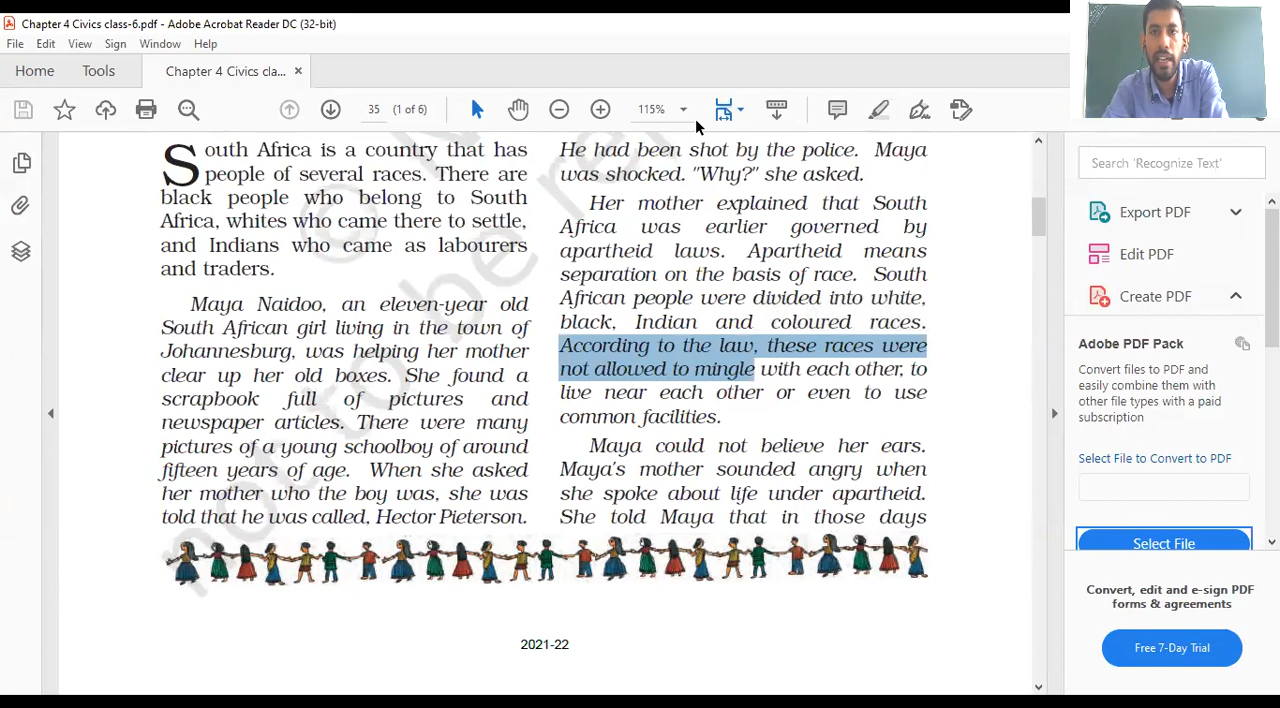 Chapter 4 Civics class-6.pdf - Adobe Acrobat Reader DC (32-bit)
File Edit View Sign Window Help
Home Tools Chapter 4 Civics cla... ×
35 (1 of 6) 115%
South Africa is a country that has
people of several races. There are
black people who belong to South
Africa, whites who came there to settle,
and Indians who came as labourers
and traders.
Maya Naidoo, an eleven-year old
South African girl living in the town of
Johannesburg, was helping her mother
clear up her old boxes. She found a
scrapbook full of pictures and
newspaper articles. There were many
pictures of a young schoolboy of around
fifteen years of age. When she asked
her mother who the boy was, she was
told that he was called, Hector Pieterson.
He had been shot by the police. Maya
was shocked. "Why?" she asked.
Her mother explained that South
Africa was earlier governed by
apartheid laws. Apartheid means
separation on the basis of race. South
African people were divided into white,
black, Indian and coloured races.
According to the law, these races were
not allowed to mingle with each other, to
live near each other or even to use
common facilities.
Maya could not believe her ears.
Maya's mother sounded angry when
she spoke about life under apartheid.
She told Maya that in those days
2021-22
not to be re
©
Search 'Recognize Text'
Export PDF
Edit PDF
Create PDF
Adobe PDF Pack
Convert files to PDF and
easily combine them with
other file types with a paid
subscription
Select File to Convert to PDF
Select File
Convert, edit and e-sign PDF
forms & agreements
Free 7-Day Trial